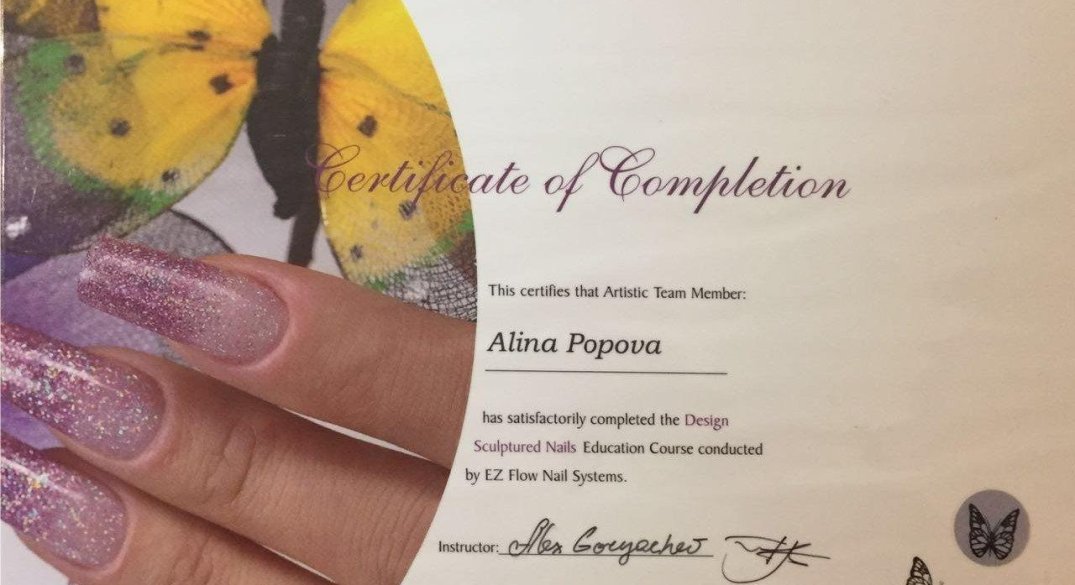 Certificate of Completion
This certifies that Artistic Team Member:
Alina Popova
has satisfactorily completed the Design
Sculptured Nails Education Course conducted
by EZ Flow Nail Systems.
Instructor: Alex Goryachev